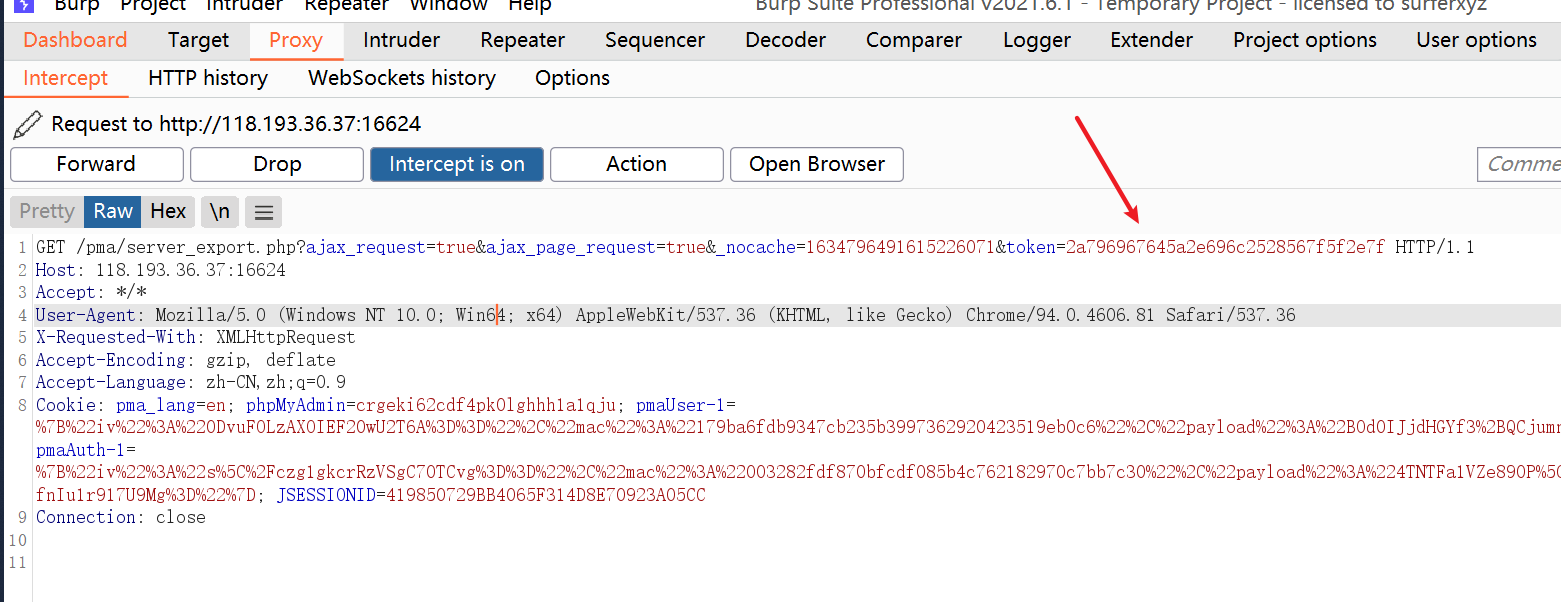 Burp Project Intruder Repeater Window Help Burp Suite Professional v2021.6.1 - Temporary Project - licensed to surferxyz
Dashboard Target Proxy Intruder Repeater Sequencer Decoder Comparer Logger Extender Project options User options
Intercept HTTP history WebSockets history Options
Request to http://118.193.36.37:16624
Forward Drop Intercept is on Action Open Browser Comme
Pretty Raw Hex \n
1 GET /pma/server_export.php?ajax_request=true&ajax_page_request=true&_nocache=1634796491615226071&token=2a796967645a2e696c2528567f5f2e7f HTTP/1.1
2 Host: 118.193.36.37:16624
3 Accept: */*
4 User-Agent: Mozilla/5.0 (Windows NT 10.0; Win64; x64) AppleWebKit/537.36 (KHTML, like Gecko) Chrome/94.0.4606.81 Safari/537.36
5 X-Requested-With: XMLHttpRequest
6 Accept-Encoding: gzip, deflate
7 Accept-Language: zh-CN,zh;q=0.9
8 Cookie: pma_lang=en; phpMyAdmin=crgeki62cdf4pk0lghhh1a1qju; pmaUser-1=
%7B%22iv%22%3A%220DvuF0LzAX0IEF20wU2T6A%3D%3D%22%2C%22mac%22%3A%22179ba6fdb9347cb235b3997362920423519eb0c6%22%2C%22payload%22%3A%22B0d0IJjdHGYf3%2BQCjumr
pmaAuth-1=
%7B%22iv%22%3A%22s%5C%2Fczg1gkcrRzVSgC70TCvg%3D%3D%22%2C%22mac%22%3A%22003282fdf870bfcdf085b4c762182970c7bb7c30%22%2C%22payload%22%3A%224TNTFa1VZe890P%50
fnIu1r917U9Mg%3D%22%7D; JSESSIONID=419850729BB4065F314D8E70923A05CC
9 Connection: close
10
11